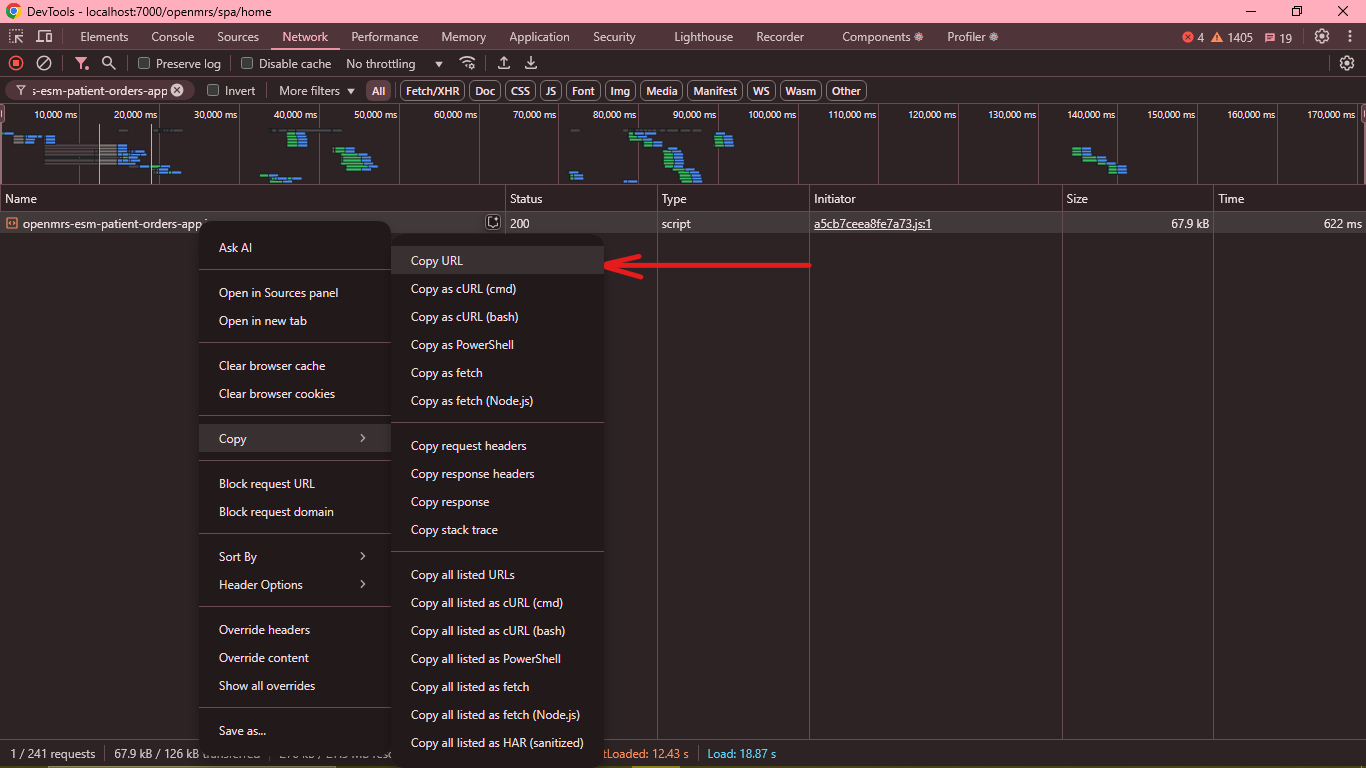 DevTools - localhost:7000/openmrs/spa/home
Elements Console Sources Network Performance Memory Application Security Lighthouse Recorder Components Profiler 4 1405 19
Preserve log Disable cache No throttling
s-esm-patient-orders-app Invert More filters All Fetch/XHR Doc CSS JS Font Img Media Manifest WS Wasm Other
10,000 ms 20,000 ms 30,000 ms 40,000 ms 50,000 ms 60,000 ms 70,000 ms 80,000 ms 90,000 ms 100,000 ms 110,000 ms 120,000 ms 130,000 ms 140,000 ms 150,000 ms 160,000 ms 170,000 ms
Name Status Type Initiator Size Time
openmrs-esm-patient-orders-app 200 script a5cb7ceea8fe7a73.js:1 67.9 kB 622 ms
Ask AI
Open in Sources panel
Open in new tab
Clear browser cache
Clear browser cookies
Copy
Block request URL
Block request domain
Sort By
Header Options
Override headers
Override content
Show all overrides
Save as...
Copy URL
Copy as cURL (cmd)
Copy as cURL (bash)
Copy as PowerShell
Copy as fetch
Copy as fetch (Node.js)
Copy request headers
Copy response headers
Copy response
Copy stack trace
Copy all listed URLs
Copy all listed as cURL (cmd)
Copy all listed as cURL (bash)
Copy all listed as PowerShell
Copy all listed as fetch
Copy all listed as fetch (Node.js)
Copy all listed as HAR (sanitized)
1 / 241 requests 67.9 kB / 126 kB tLoaded: 12.43 s Load: 18.87 s